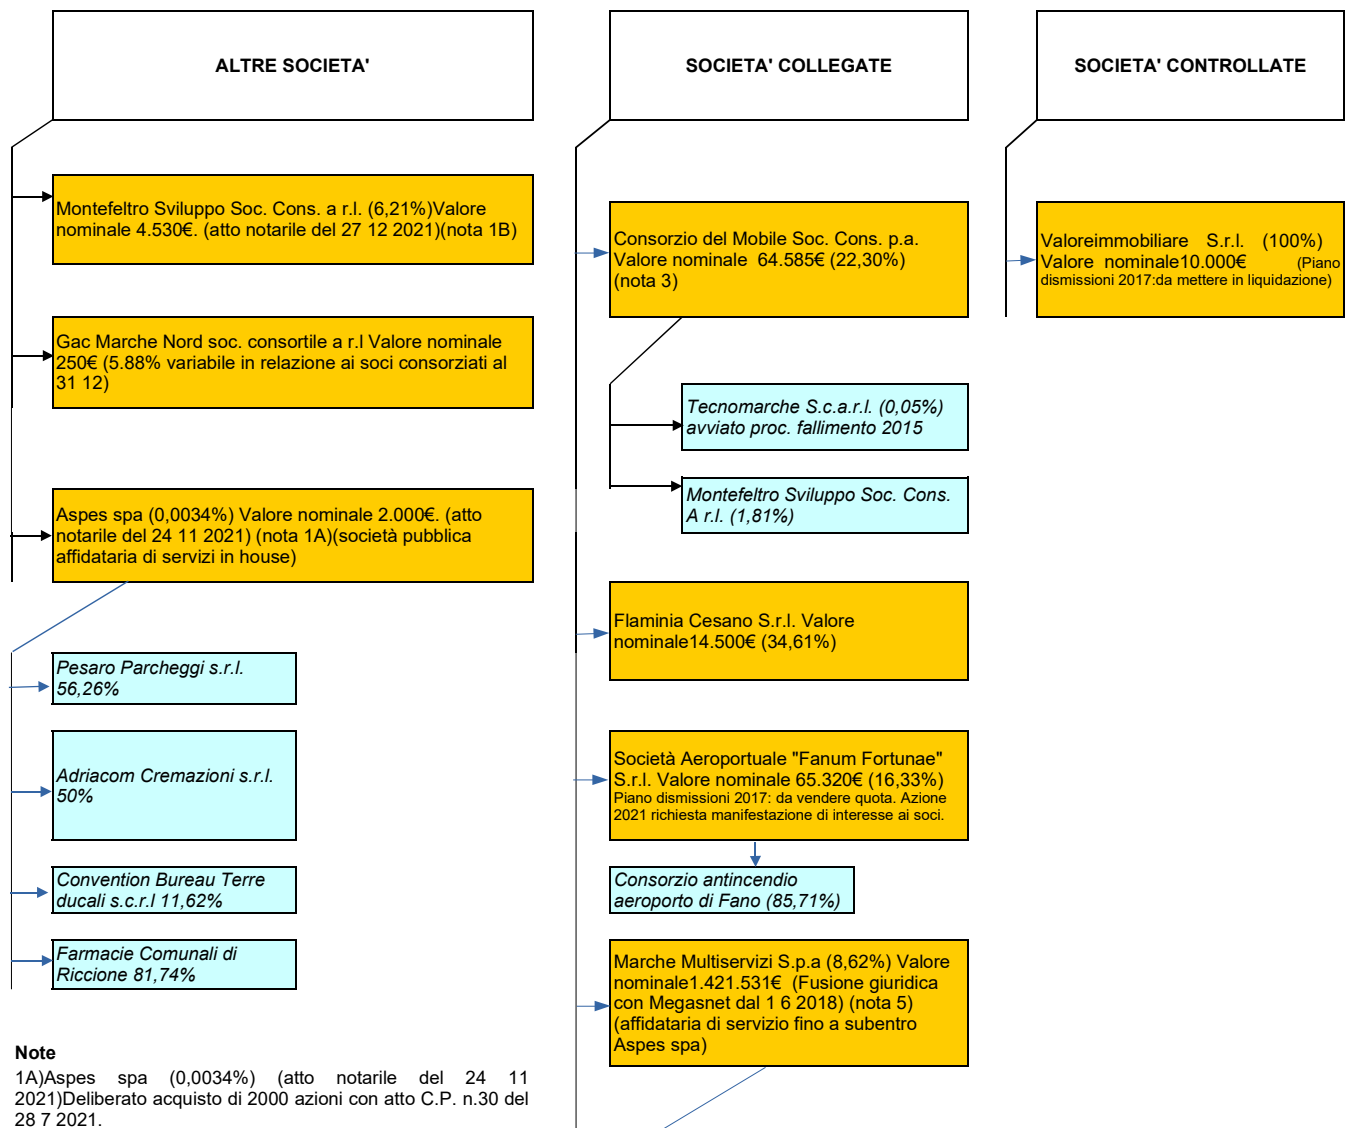 ALTRE SOCIETA'
Montefeltro Sviluppo Soc. Cons. a r.l. (6,21%)Valore
nominale 4.530€. (atto notarile del 27 12 2021)(nota 1B)
Gac Marche Nord soc. consortile a r.l Valore nominale
250€ (5.88% variabile in relazione ai soci consorziati al
31 12)
Aspes spa (0,0034%) Valore nominale 2.000€. (atto
notarile del 24 11 2021) (nota 1A)(società pubblica
affidataria di servizi in house)
Pesaro Parcheggi s.r.l.
56,26%
Adriacom Cremazioni s.r.l.
50%
Convention Bureau Terre
ducali s.c.r.l 11,62%
Farmacie Comunali di
Riccione 81,74%
Note
1A)Aspes spa (0,0034%) (atto notarile del 24 11
2021)Deliberato acquisto di 2000 azioni con atto C.P. n.30 del
28 7 2021.
SOCIETA' COLLEGATE
Consorzio del Mobile Soc. Cons. p.a.
Valore nominale 64.585€ (22,30%)
(nota 3)
Tecnomarche S.c.a.r.l. (0,05%)
avviato proc. fallimento 2015
Montefeltro Sviluppo Soc. Cons.
A r.l. (1,81%)
Flaminia Cesano S.r.l. Valore
nominale14.500€ (34,61%)
Società Aeroportuale "Fanum Fortunae"
S.r.l. Valore nominale 65.320€ (16,33%)
Piano dismissioni 2017: da vendere quota. Azione
2021 richiesta manifestazione di interesse ai soci.
Consorzio antincendio
aeroporto di Fano (85,71%)
Marche Multiservizi S.p.a (8,62%) Valore
nominale1.421.531€ (Fusione giuridica
con Megasnet dal 1 6 2018) (nota 5)
(affidataria di servizio fino a subentro
Aspes spa)
SOCIETA' CONTROLLATE
Valoreimmobiliare S.r.l. (100%)
Valore nominale10.000€ (Piano
dismissioni 2017:da mettere in liquidazione)